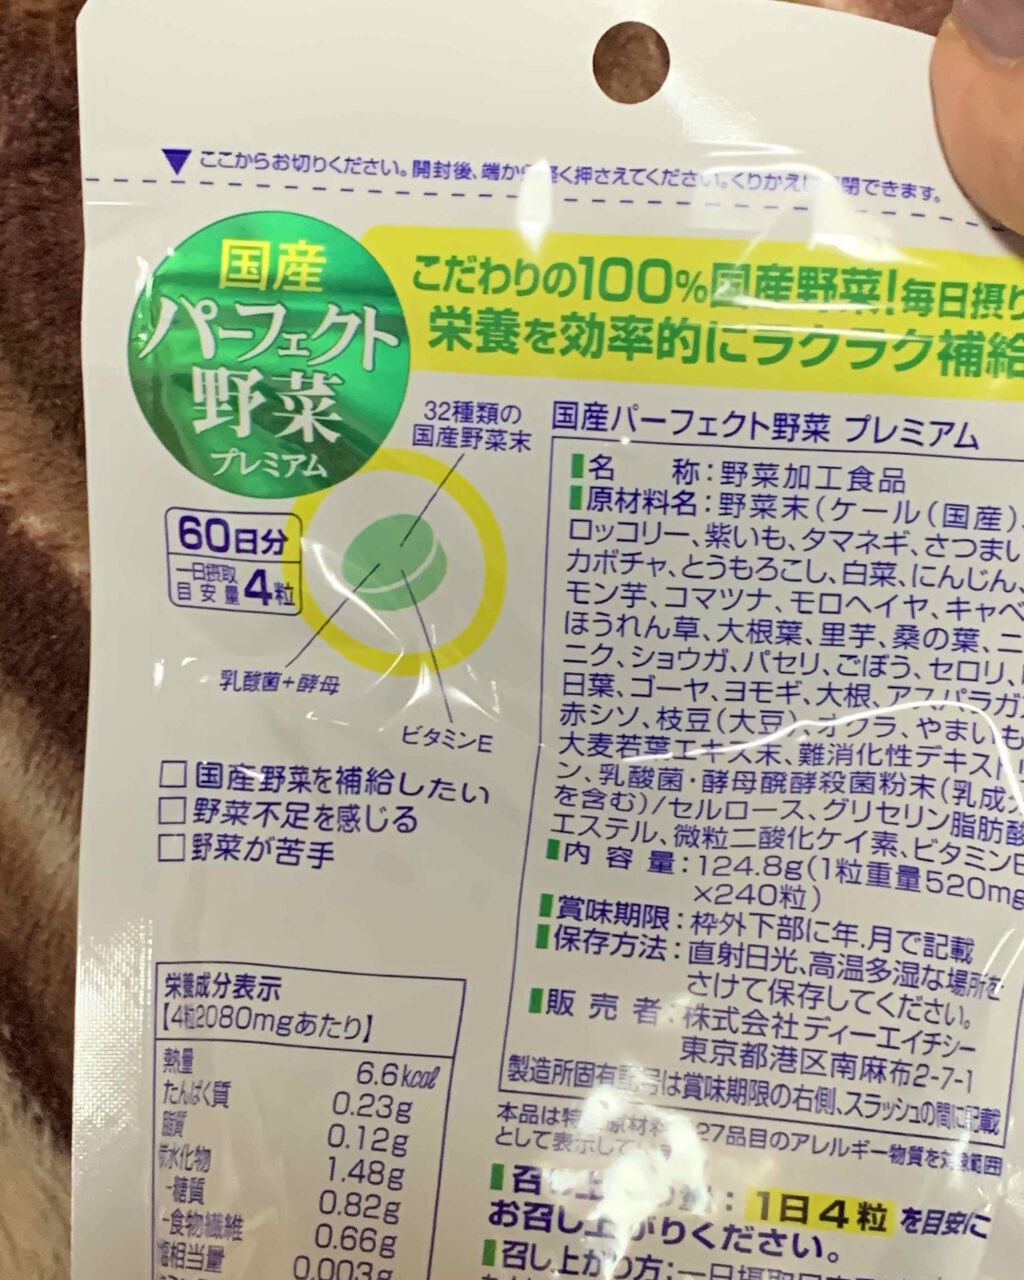 ▼ここからお切りください。開封後、端から軽く押さえてください。くりかえし 閉できます。
国産
パーフェクト
野菜
プレミアム
こだわりの100%国産野菜!毎日摂り
栄養を効率的にラクラク補給
32種類の
国産野菜末
60日分
一日摂取
目安量4粒
乳酸菌+酵母
ビタミンE
□国産野菜を補給したい
□野菜不足を感じる
□野菜が苦手
国産パーフェクト野菜 プレミアム
名称:野菜加工食品
原材料名:野菜末(ケール(国産)、
ロッコリー、紫いも、タマネギ、さつまい
カボチャ、とうもろこし、白菜、にんじん、
モン芋、コマツナ、モロヘイヤ、キャベ
ほうれん草、大根葉、里芋、桑の葉、ニ
ニク、ショウガ、パセリ、ごぼう、セロリ、
日葉、ゴーヤ、ヨモギ、大根、アスパラガ
赤シソ、枝豆(大豆)、オクラ、やまいも
大麦若葉エキス末、難消化性デキスト
ン、乳酸菌・酵母醗酵殺菌粉末(乳成
を含む)/セルロース、グリセリン脂肪酸
エステル、微粒二酸化ケイ素、ビタミンE
内容量:124.8g(1粒重量520mg
×240粒)
賞味期限:枠外下部に年.月で記載
保存方法:直射日光、高温多湿な場所を
さけて保存してください。
販売者:株式会社ディーエイチシー
東京都港区南麻布2-7-1
製造所固有記号は賞味期限の右側、スラッシュの間に記載
本品は特 原材料 27品目のアレルギー物質を対象範囲
として表示してい
召し上 量:1日4粒を目安に
お召し上がりください。
召し上がり方:一日摂取目安
栄養成分表示
【4粒2080mgあたり】
熱量 6.6kcal
たんぱく質 0.23g
脂質 0.12g
炭水化物 1.48g
-糖質 0.82g
-食物繊維 0.66g
相当量 0.003g